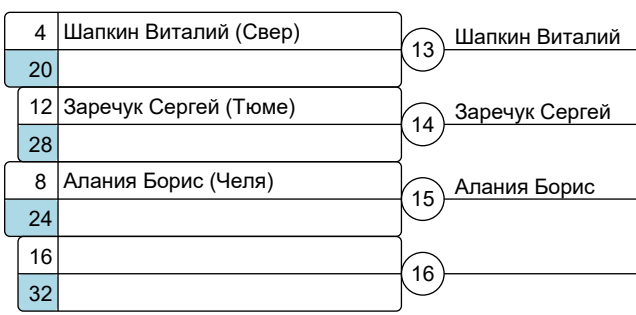 4 Шапкин Виталий (Свер)
20
13 Шапкин Виталий
12 Заречук Сергей (Тюме)
28
14 Заречук Сергей
8 Алания Борис (Челя)
24
15 Алания Борис
16
32
16